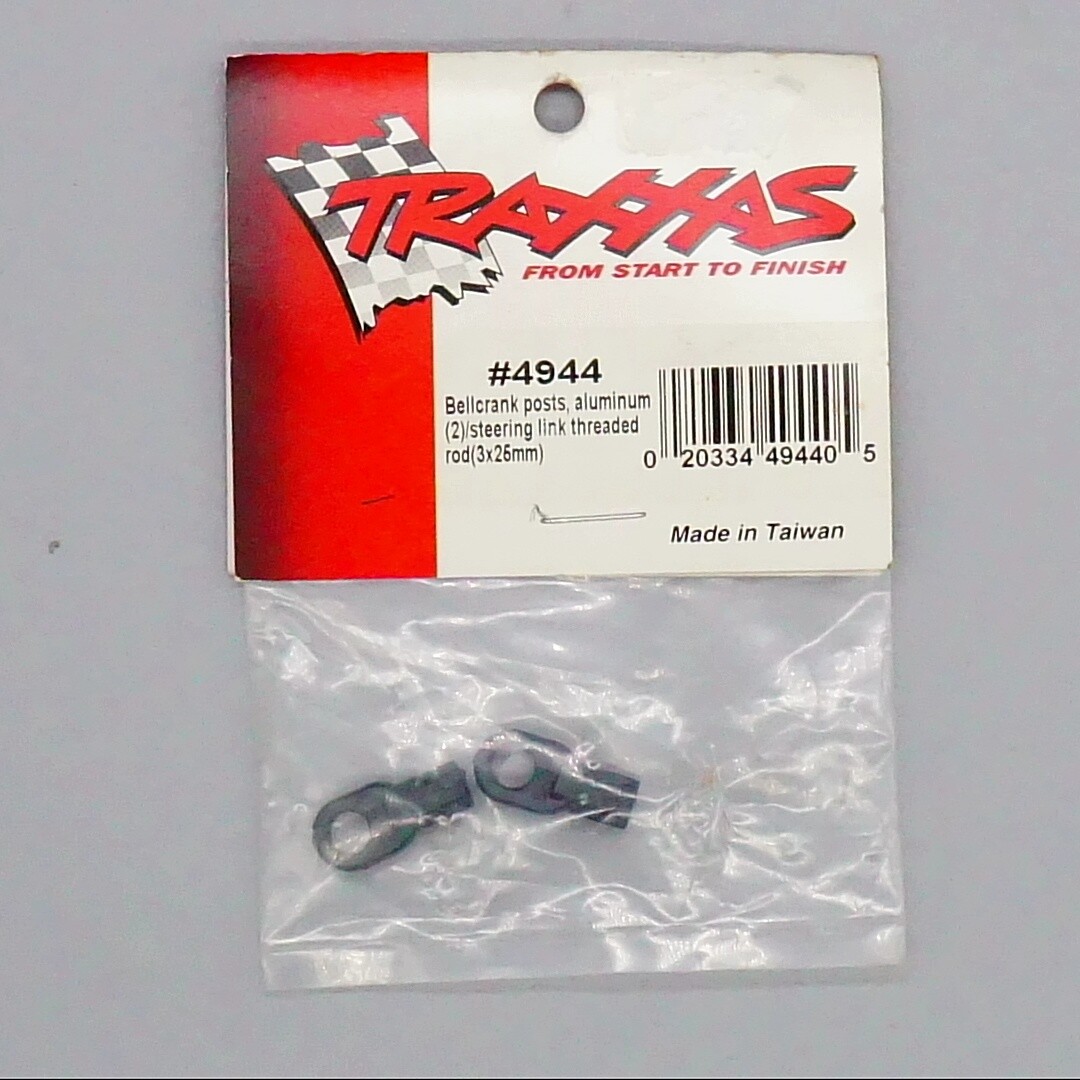 TRAXXAS
FROM START TO FINISH
#4944
Bellcrank posts, aluminum
(2)/steering link threaded
rod(3x25mm)
0 20334 49440 5
Made in Taiwan